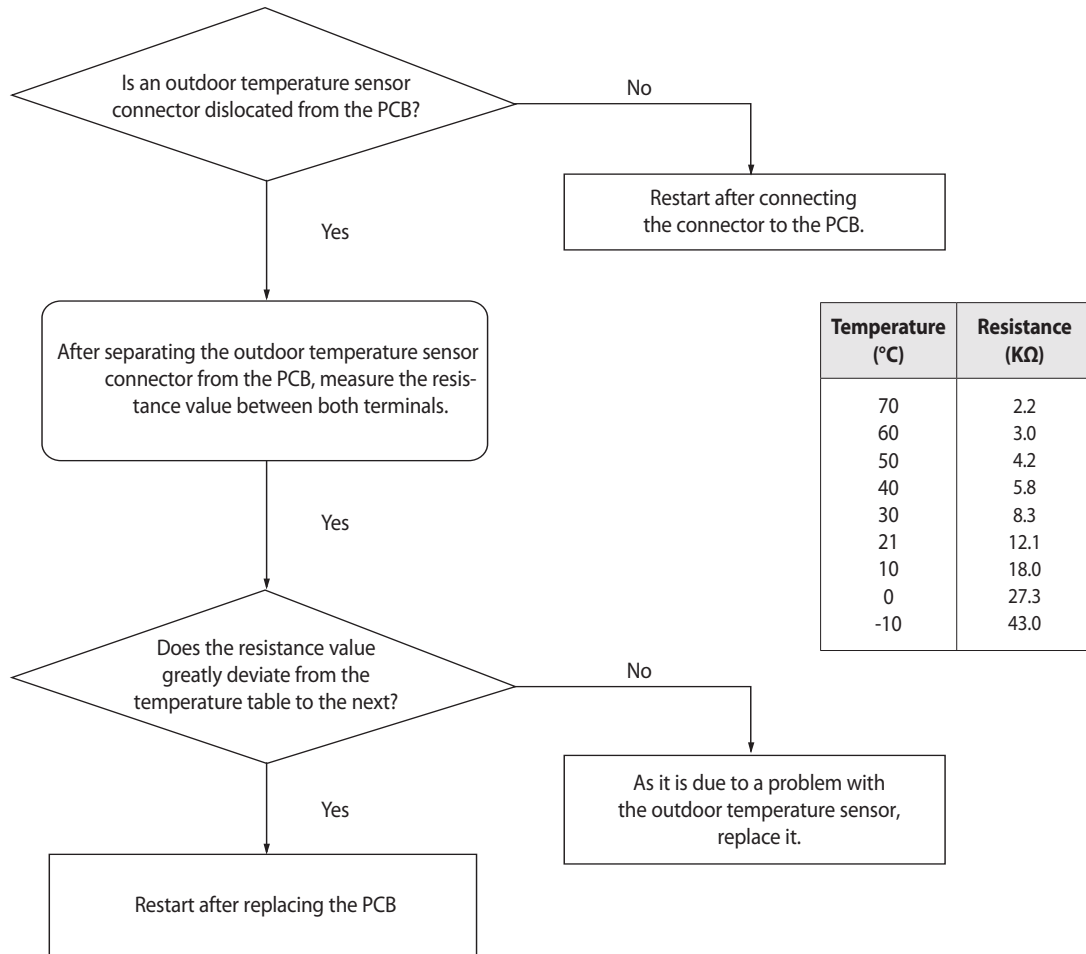 Is an outdoor temperature sensor
connector dislocated from the PCB?
No
Restart after connecting
the connector to the PCB.
Yes
After separating the outdoor temperature sensor
connector from the PCB, measure the resis-
tance value between both terminals.
Temperature
(°C)
Resistance
(KΩ)
70 2.2
60 3.0
50 4.2
40 5.8
30 8.3
21 12.1
10 18.0
0 27.3
-10 43.0
Yes
Does the resistance value
greatly deviate from the
temperature table to the next?
No
As it is due to a problem with
the outdoor temperature sensor,
replace it.
Yes
Restart after replacing the PCB